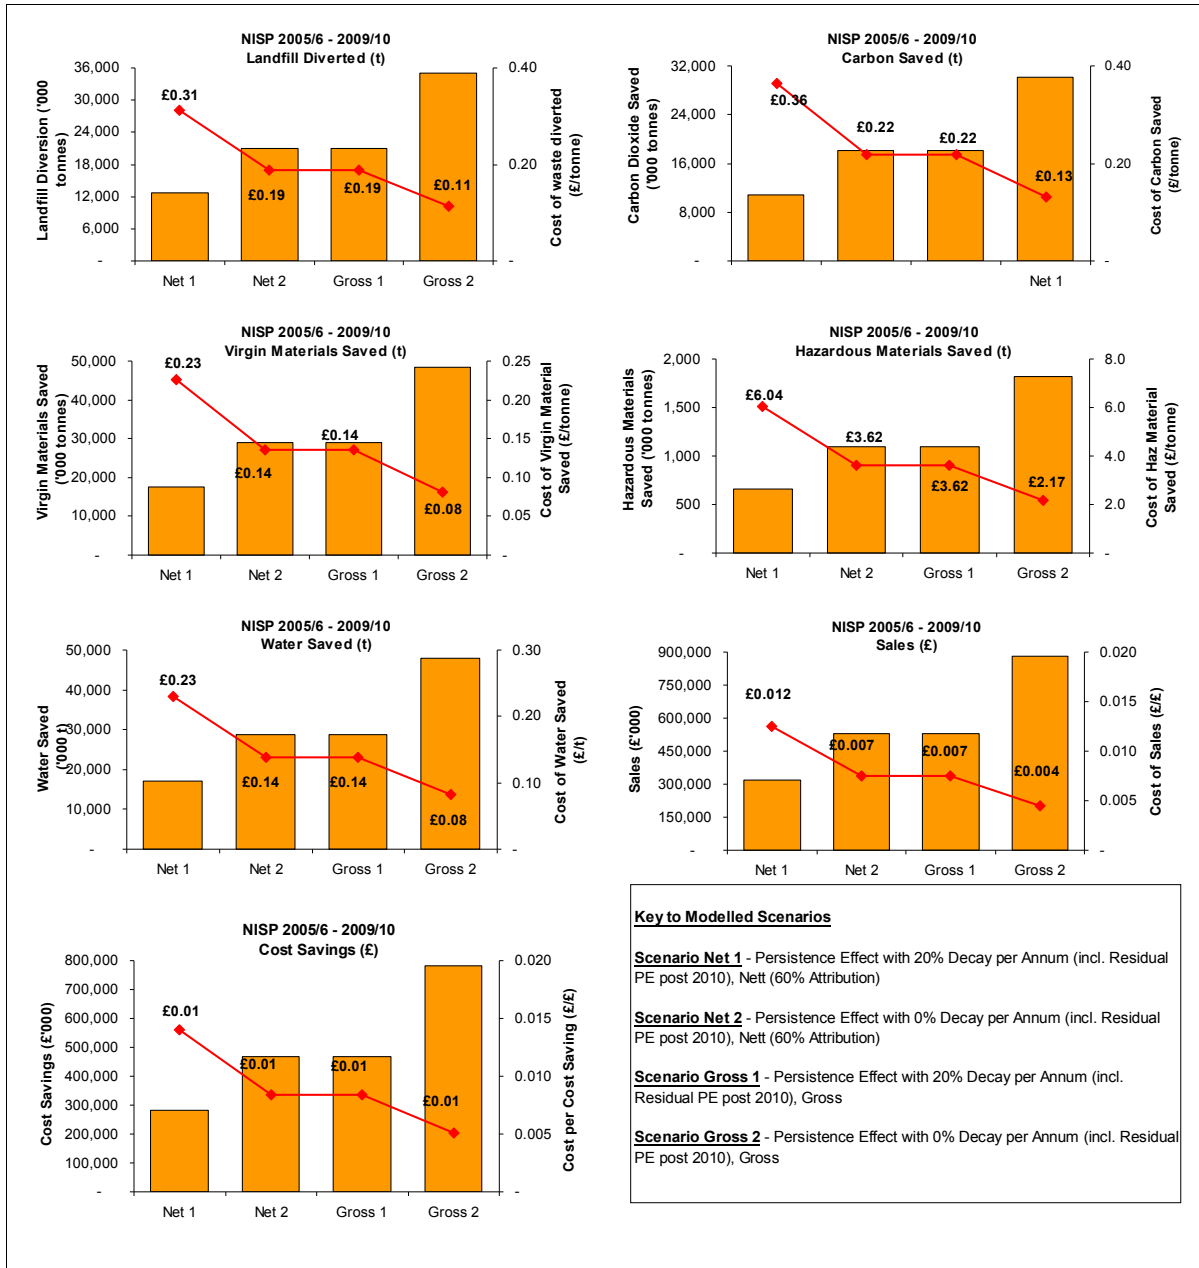 NISP 2005/6 - 2009/10
Landfill Diverted (t)
Landfill Diversion ('000
tonnes)
36,000
30,000
24,000
18,000
12,000
6,000
-
£0.31
£0.19
£0.19
£0.11
0.40
0.20
-
Cost of waste diverted
(£/tonne)
Net 1
Net 2
Gross 1
Gross 2
NISP 2005/6 - 2009/10
Carbon Saved (t)
Carbon Dioxide Saved
('000 tonnes)
32,000
24,000
16,000
8,000
-
£0.36
£0.22
£0.22
£0.13
0.40
0.20
-
Cost of Carbon Saved
(£/tonne)
Net 1
NISP 2005/6 - 2009/10
Virgin Materials Saved (t)
Virgin Materials Saved
('000 tonnes)
50,000
40,000
30,000
20,000
10,000
-
£0.23
£0.14
£0.14
£0.08
0.25
0.20
0.15
0.10
0.05
-
Cost of Virgin Material
Saved (£/tonne)
Net 1
Net 2
Gross 1
Gross 2
NISP 2005/6 - 2009/10
Hazardous Materials Saved (t)
Hazardous Materials
Saved ('000 tonnes)
2,000
1,500
1,000
500
-
£6.04
£3.62
£3.62
£2.17
8.0
6.0
4.0
2.0
-
Cost of Haz Material
Saved (£/tonne)
Net 1
Net 2
Gross 1
Gross 2
NISP 2005/6 - 2009/10
Water Saved (t)
Water Saved
('000 t)
50,000
40,000
30,000
20,000
10,000
-
£0.23
£0.14
£0.14
£0.08
0.30
0.20
0.10
-
Cost of Water Saved
(£/t)
Net 1
Net 2
Gross 1
Gross 2
NISP 2005/6 - 2009/10
Sales (£)
Sales (£'000)
900,000
750,000
600,000
450,000
300,000
150,000
-
£0.012
£0.007
£0.007
£0.004
0.020
0.015
0.010
0.005
-
Cost of Sales (£/£)
Net 1
Net 2
Gross 1
Gross 2
NISP 2005/6 - 2009/10
Cost Savings (£)
Cost Savings (£'000)
800,000
700,000
600,000
500,000
400,000
300,000
200,000
100,000
-
£0.01
£0.01
£0.01
£0.01
0.020
0.015
0.010
0.005
-
Cost per Cost Saving (£/£)
Net 1
Net 2
Gross 1
Gross 2
Key to Modelled Scenarios
Scenario Net 1 - Persistence Effect with 20% Decay per Annum (incl. Residual
PE post 2010), Nett (60% Attribution)
Scenario Net 2 - Persistence Effect with 0% Decay per Annum (incl. Residual
PE post 2010), Nett (60% Attribution)
Scenario Gross 1 - Persistence Effect with 20% Decay per Annum (incl.
Residual PE post 2010), Gross
Scenario Gross 2 - Persistence Effect with 0% Decay per Annum (incl. Residual
PE post 2010), Gross